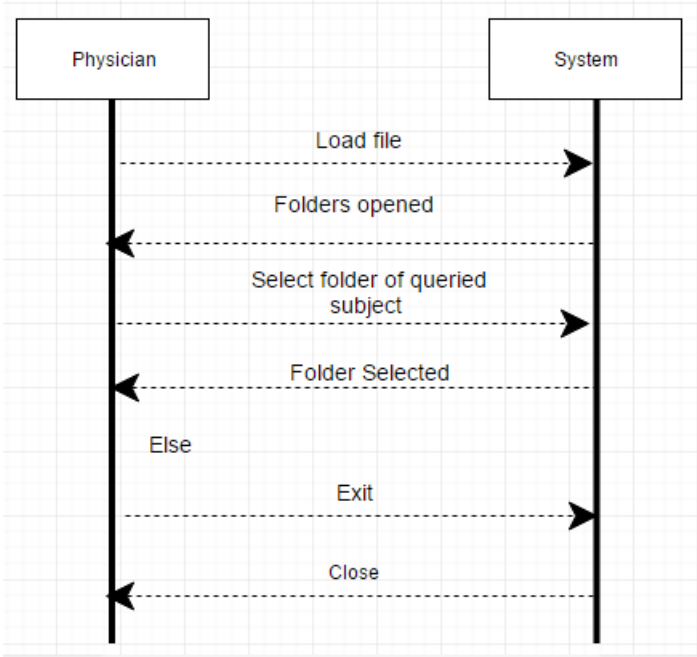 Physician
System
Load file
Folders opened
Select folder of queried
subject
Folder Selected
Else
Exit
Close